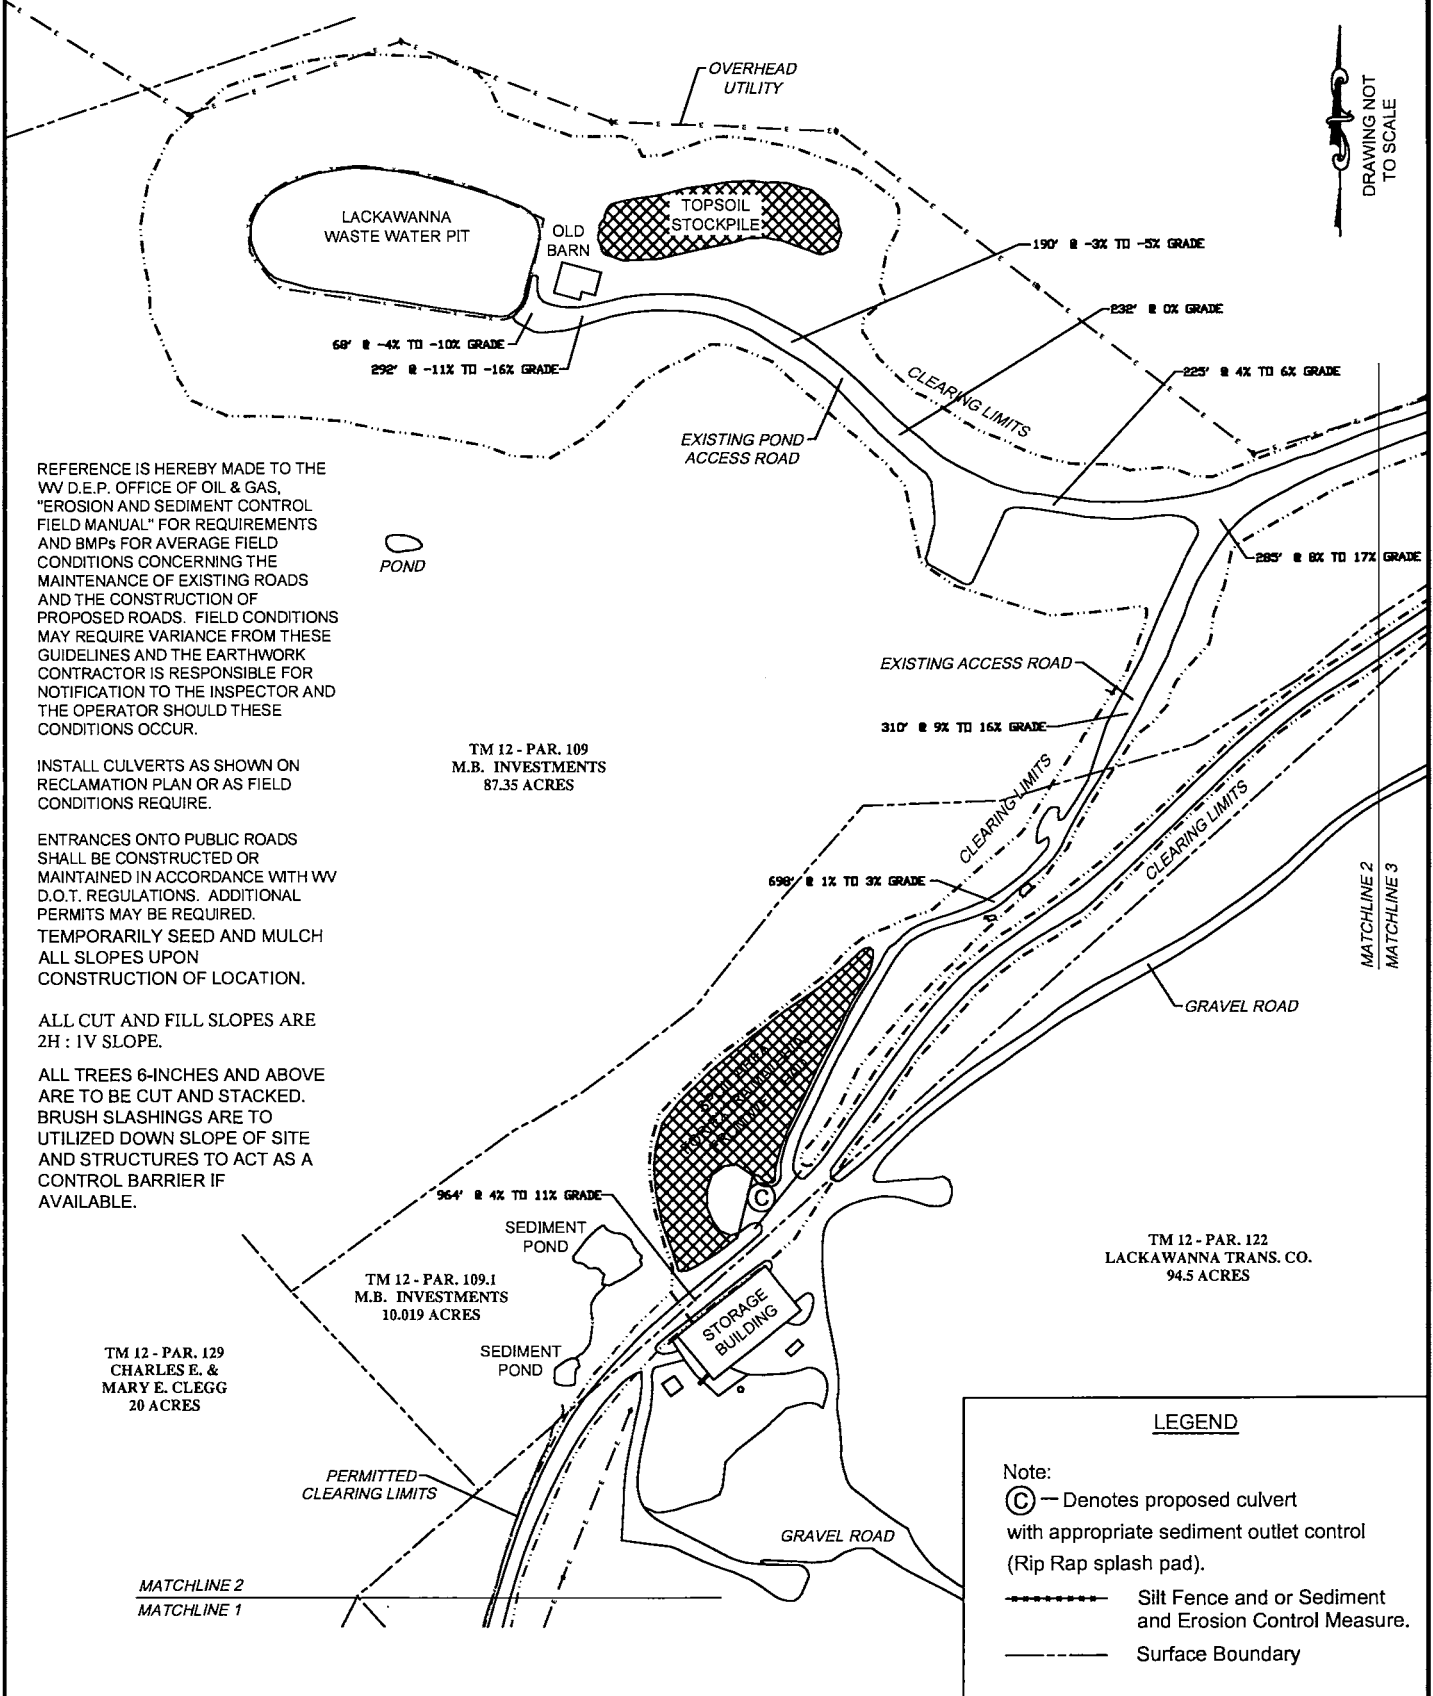 OVERHEAD
UTILITY
DRAWING NOT
TO SCALE
LACKAWANNA
WASTE WATER PIT
OLD
BARN
TOPSOIL
STOCKPILE
190' @ -3% TO -5% GRADE
232' @ 0% GRADE
68' @ -4% TO -10% GRADE
292' @ -11% TO -16% GRADE
225' @ 4% TO 6% GRADE
CLEARING LIMITS
EXISTING POND
ACCESS ROAD
REFERENCE IS HEREBY MADE TO THE
WV D.E.P. OFFICE OF OIL & GAS,
"EROSION AND SEDIMENT CONTROL
FIELD MANUAL" FOR REQUIREMENTS
AND BMPs FOR AVERAGE FIELD
CONDITIONS CONCERNING THE
MAINTENANCE OF EXISTING ROADS
AND THE CONSTRUCTION OF
PROPOSED ROADS. FIELD CONDITIONS
MAY REQUIRE VARIANCE FROM THESE
GUIDELINES AND THE EARTHWORK
CONTRACTOR IS RESPONSIBLE FOR
NOTIFICATION TO THE INSPECTOR AND
THE OPERATOR SHOULD THESE
CONDITIONS OCCUR.
INSTALL CULVERTS AS SHOWN ON
RECLAMATION PLAN OR AS FIELD
CONDITIONS REQUIRE.
ENTRANCES ONTO PUBLIC ROADS
SHALL BE CONSTRUCTED OR
MAINTAINED IN ACCORDANCE WITH WV
D.O.T. REGULATIONS. ADDITIONAL
PERMITS MAY BE REQUIRED.
TEMPORARILY SEED AND MULCH
ALL SLOPES UPON
CONSTRUCTION OF LOCATION.
ALL CUT AND FILL SLOPES ARE
2H : 1V SLOPE.
ALL TREES 6-INCHES AND ABOVE
ARE TO BE CUT AND STACKED.
BRUSH SLASHINGS ARE TO
UTILIZED DOWN SLOPE OF SITE
AND STRUCTURES TO ACT AS A
CONTROL BARRIER IF
AVAILABLE.
POND
285' @ 8% TO 17% GRADE
EXISTING ACCESS ROAD
310' @ 9% TO 16% GRADE
TM 12 - PAR. 109
M.B. INVESTMENTS
87.35 ACRES
CLEARING LIMITS
CLEARING LIMITS
698' @ 1% TO 3% GRADE
MATCHLINE 2
MATCHLINE 3
GRAVEL ROAD
964' @ 4% TO 11% GRADE
C
SEDIMENT
POND
TM 12 - PAR. 109.1
M.B. INVESTMENTS
10.019 ACRES
TM 12 - PAR. 122
LACKAWANNA TRANS. CO.
94.5 ACRES
STORAGE
BUILDING
SEDIMENT
POND
TM 12 - PAR. 129
CHARLES E. &
MARY E. CLEGG
20 ACRES
PERMITTED
CLEARING LIMITS
GRAVEL ROAD
MATCHLINE 2
MATCHLINE 1
LEGEND
Note:
C — Denotes proposed culvert
with appropriate sediment outlet control
(Rip Rap splash pad).
Silt Fence and or Sediment
and Erosion Control Measure.
Surface Boundary